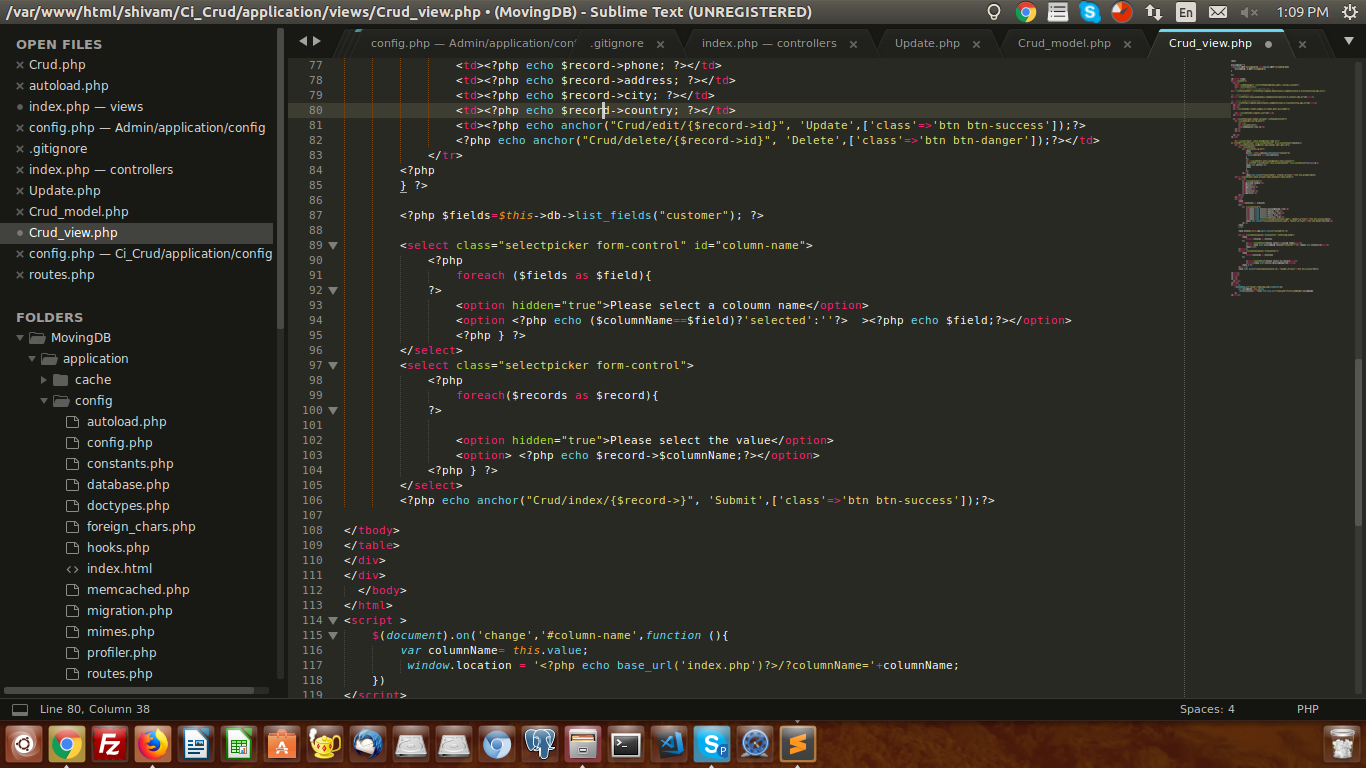 /var/www/html/shivam/Ci_Crud/application/views/Crud_view.php • (MovingDB) - Sublime Text (UNREGISTERED)
En
1:09 PM
OPEN FILES
Crud.php
autoload.php
index.php — views
config.php — Admin/application/config
.gitignore
index.php — controllers
Update.php
Crud_model.php
Crud_view.php
config.php — Ci_Crud/application/config
routes.php
FOLDERS
MovingDB
application
cache
config
autoload.php
config.php
constants.php
database.php
doctypes.php
foreign_chars.php
hooks.php
index.html
memcached.php
migration.php
mimes.php
profiler.php
routes.php
config.php — Admin/application/con
.gitignore
index.php — controllers
Update.php
Crud_model.php
Crud_view.php
77 <td><?php echo $record->phone; ?></td>
78 <td><?php echo $record->address; ?></td>
79 <td><?php echo $record->city; ?></td>
80 <td><?php echo $record->country; ?></td>
81 <td><?php echo anchor("Crud/edit/{$record->id}", 'Update',['class'=>'btn btn-success']);?>
82 <?php echo anchor("Crud/delete/{$record->id}", 'Delete',['class'=>'btn btn-danger']);?></td>
83 </tr>
84 <?php
85 } ?>
86
87 <?php $fields=$this->db->list_fields("customer"); ?>
88
89 <select class="selectpicker form-control" id="column-name">
90 <?php
91 foreach ($fields as $field){
92 ?>
93 <option hidden="true">Please select a coloumn name</option>
94 <option <?php echo ($columnName==$field)?'selected':''?>  ><?php echo $field;?></option>
95 <?php } ?>
96 </select>
97 <select class="selectpicker form-control">
98 <?php
99 foreach($records as $record){
100 ?>
101
102 <option hidden="true">Please select the value</option>
103 <option> <?php echo $record->$columnName;?></option>
104 <?php } ?>
105 </select>
106 <?php echo anchor("Crud/index/{$record->}", 'Submit',['class'=>'btn btn-success']);?>
107
108 </tbody>
109 </table>
110 </div>
111 </div>
112 </body>
113 </html>
114 <script >
115 $(document).on('change','#column-name',function (){
116 var columnName= this.value;
117 window.location = '<?php echo base_url('index.php')?>/?columnName='+columnName;
118 })
119 </script>
Line 80, Column 38
Spaces: 4
PHP